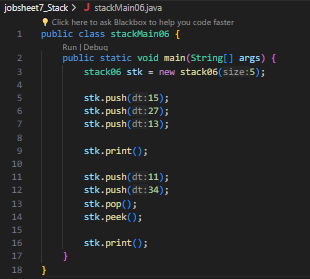 jobsheet7_Stack > J stackMain06.java
Click here to ask Blackbox to help you code faster
1 public class stackMain06 {
Run | Debug
2 public static void main(String[] args) {
3 stack06 stk = new stack06(size:5);
4
5 stk.push(dt:15);
6 stk.push(dt:27);
7 stk.push(dt:13);
8
9 stk.print();
10
11 stk.push(dt:11);
12 stk.push(dt:34);
13 stk.pop();
14 stk.peek();
15
16 stk.print();
17 }
18 }